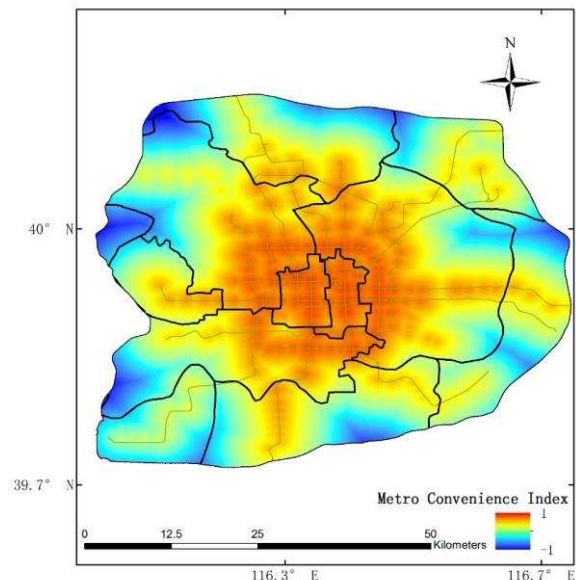 N
40° N
39.7° N
Metro Convenience Index
1
-1
0 12.5 25 50
Kilometers
116.3° E 116.7° E